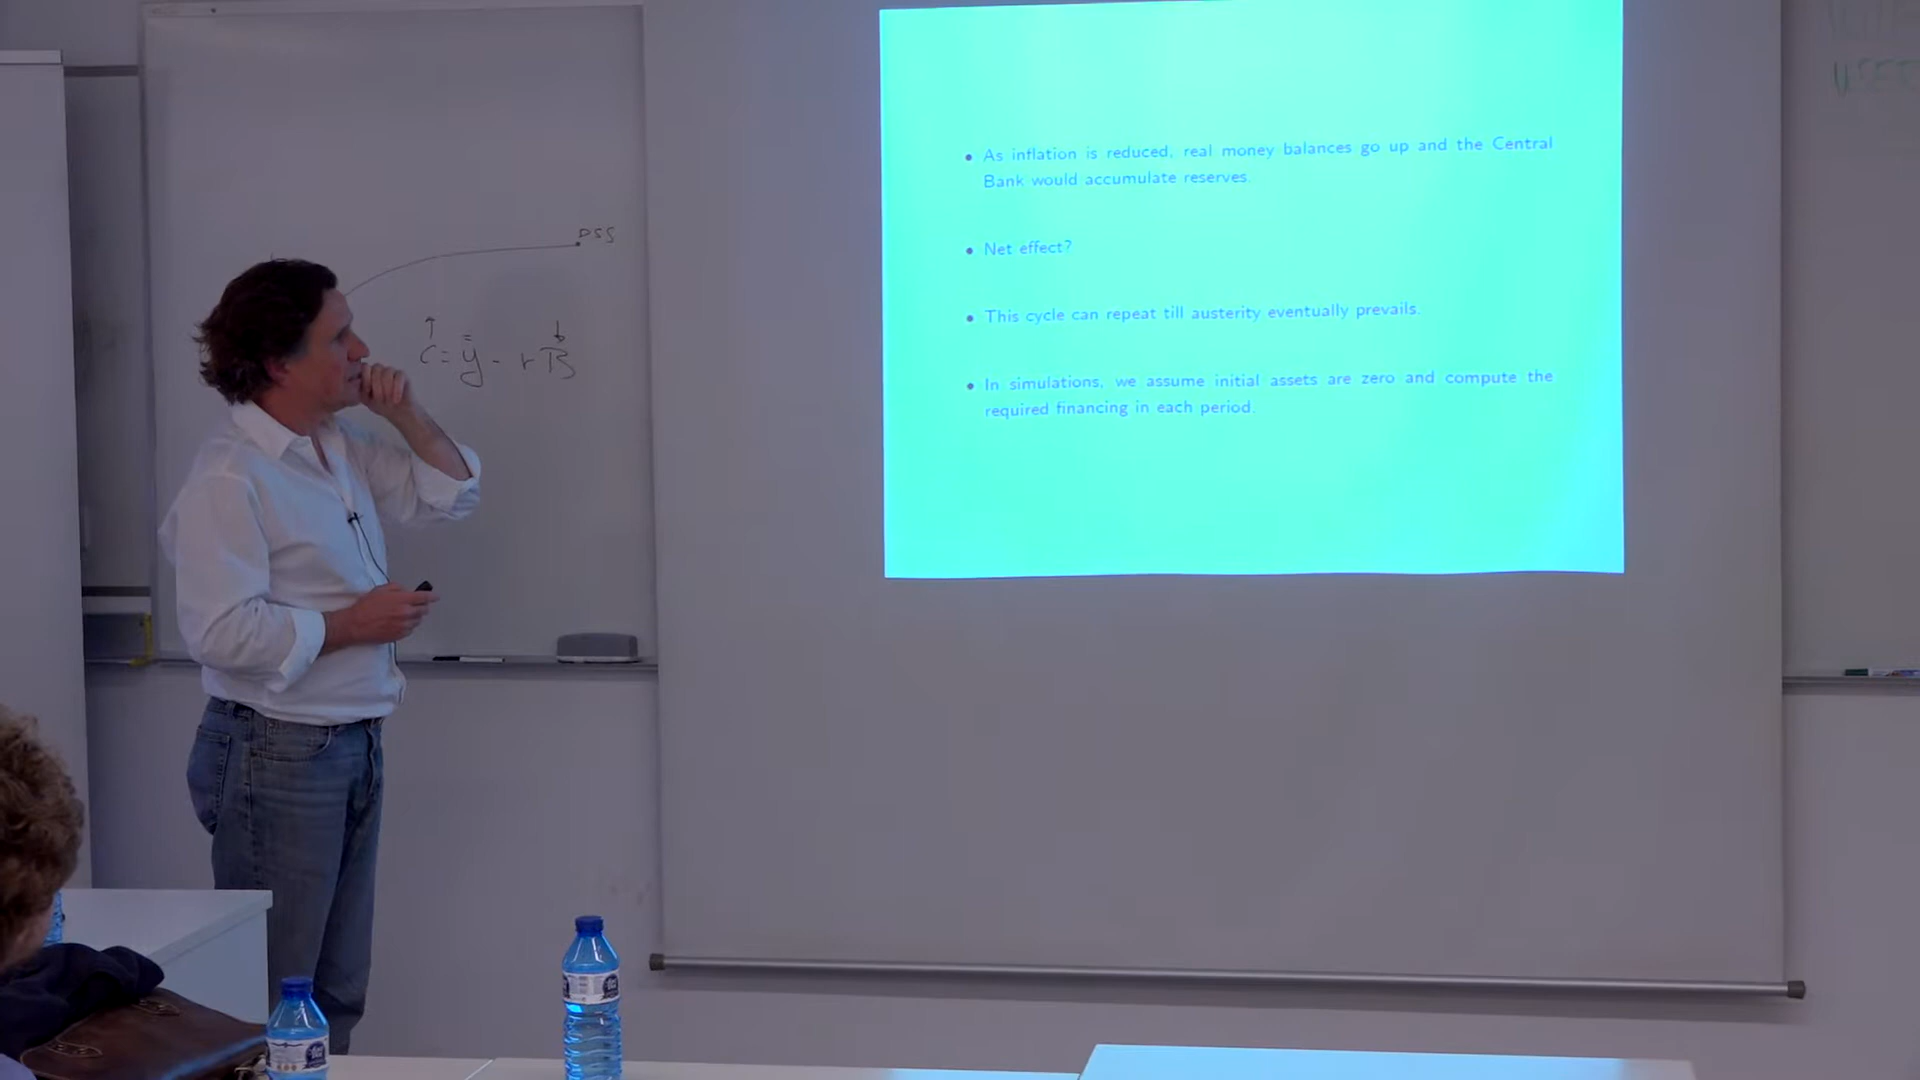 DSS
C = ȳ - rB
• As inflation is reduced, real money balances go up and the Central
Bank would accumulate reserves.
• Net effect?
• This cycle can repeat till austerity eventually prevails.
• In simulations, we assume initial assets are zero and compute the
required financing in each period.